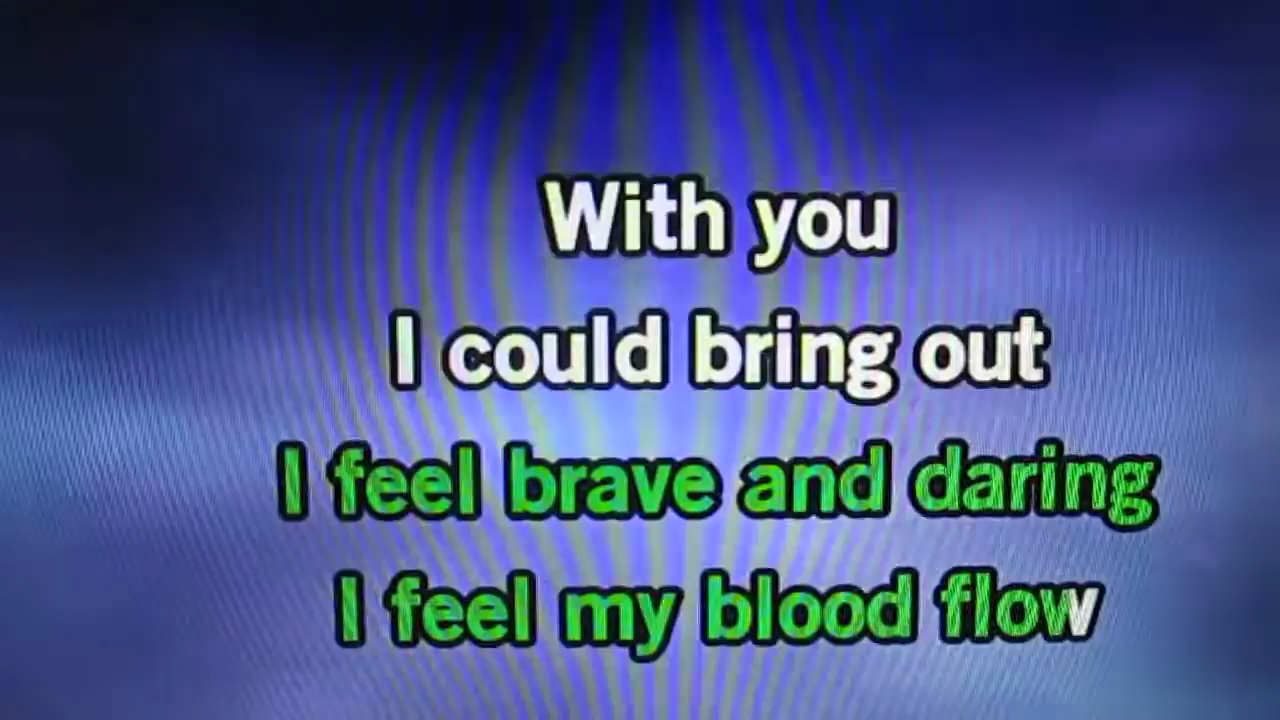 With you
I could bring out
I feel brave and daring
I feel my blood flow